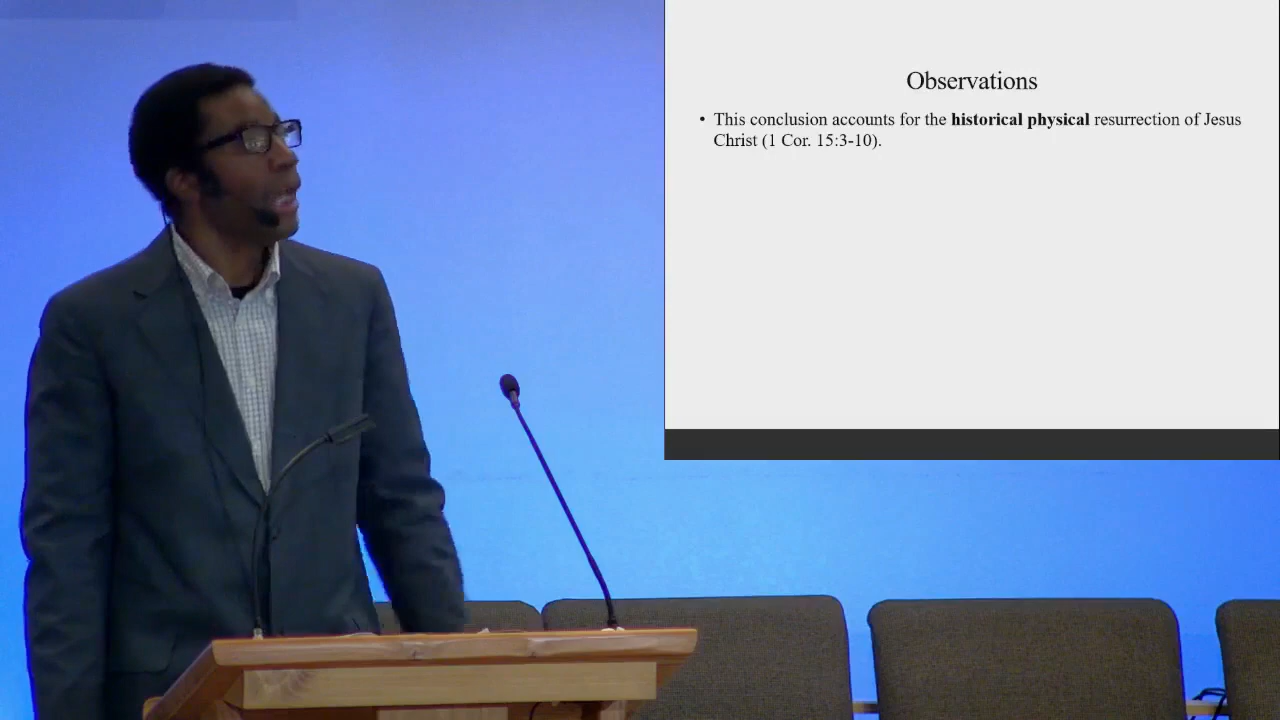 Observations
• This conclusion accounts for the historical physical resurrection of Jesus
Christ (1 Cor. 15:3-10).